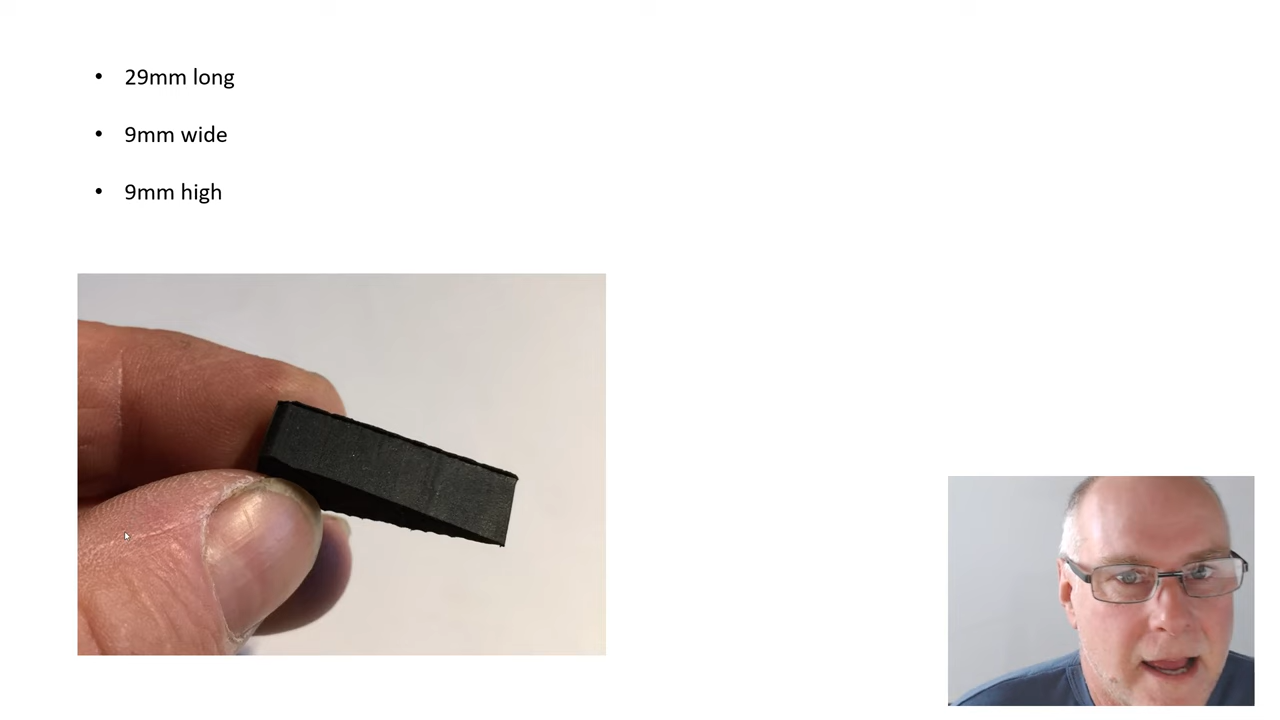 • 29mm long
• 9mm wide
• 9mm high